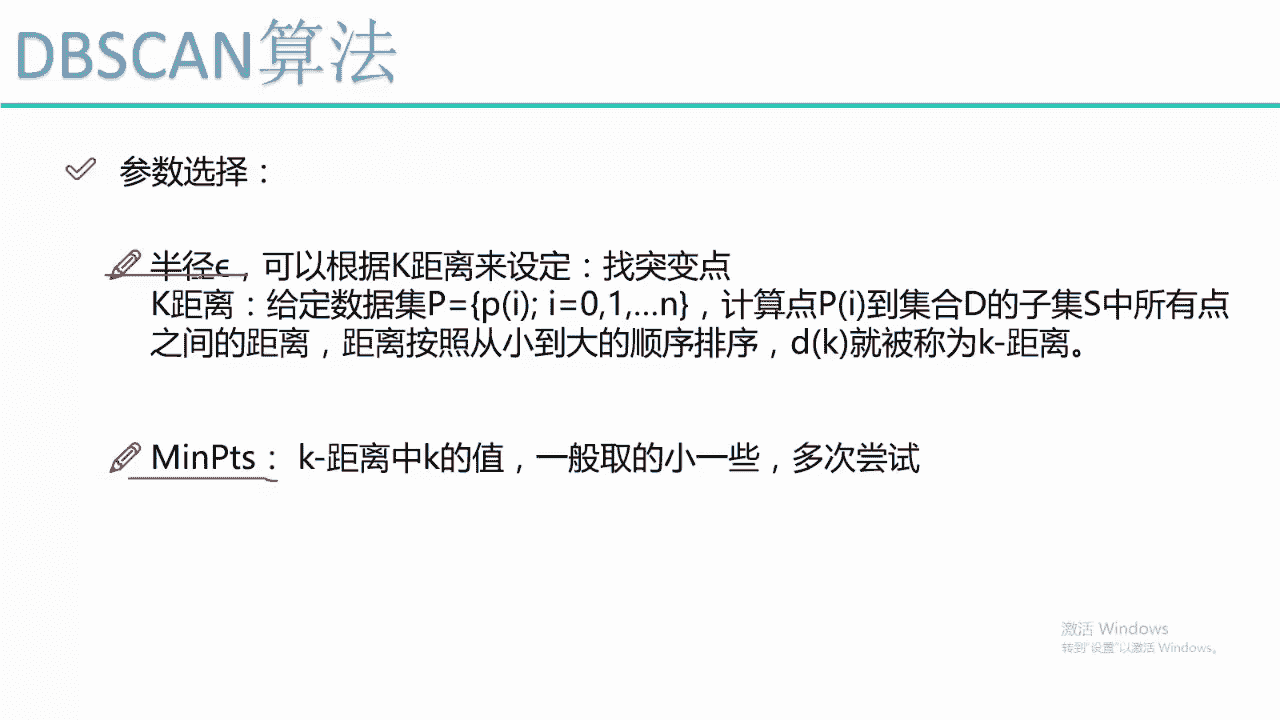 DBSCAN算法
参数选择：
半径ϵ，可以根据K距离来设定：找突变点
K距离：给定数据集P={p(i); i=0,1,…n}，计算点P(i)到集合D的子集S中所有点
之间的距离，距离按照从小到大的顺序排序，d(k)就被称为k-距离。
MinPts： k-距离中k的值，一般取的小一些，多次尝试
激活 Windows
转到"设置"以激活 Windows。